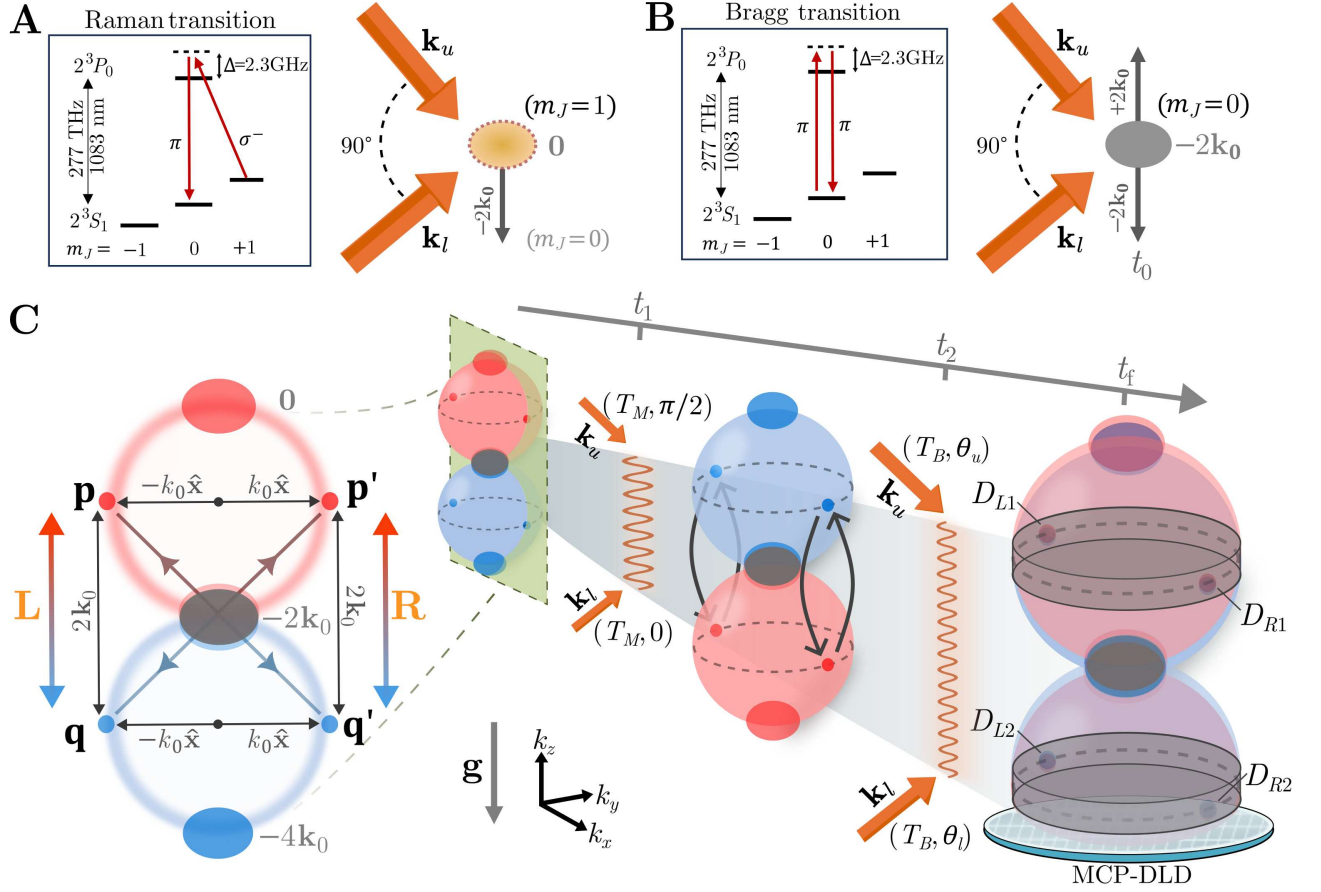 A
Raman transition
2³P₀
Δ=2.3GHz
277 THz
1083 nm
π
σ⁻
2³S₁
m_J = −1 0 +1
k_u
90°
k_l
(m_J=1)
0
−2k₀
(m_J=0)
B
Bragg transition
2³P₀
Δ=2.3GHz
277 THz
1083 nm
π π
2³S₁
m_J = −1 0 +1
k_u
90°
k_l
+2k₀
(m_J=0)
−2k₀
−2k₀
t₀
C
t₁
t₂
t_f
0
p
−k₀x̂ k₀x̂
p'
L
2k₀
−2k₀
2k₀
R
q
−k₀x̂ k₀x̂
q'
−4k₀
(T_M, π/2)
k_u
k_l
(T_M, 0)
g
k_z
k_y
k_x
(T_B, θ_u)
k_u
k_l
(T_B, θ_l)
D_L1
D_R1
D_L2
D_R2
MCP-DLD